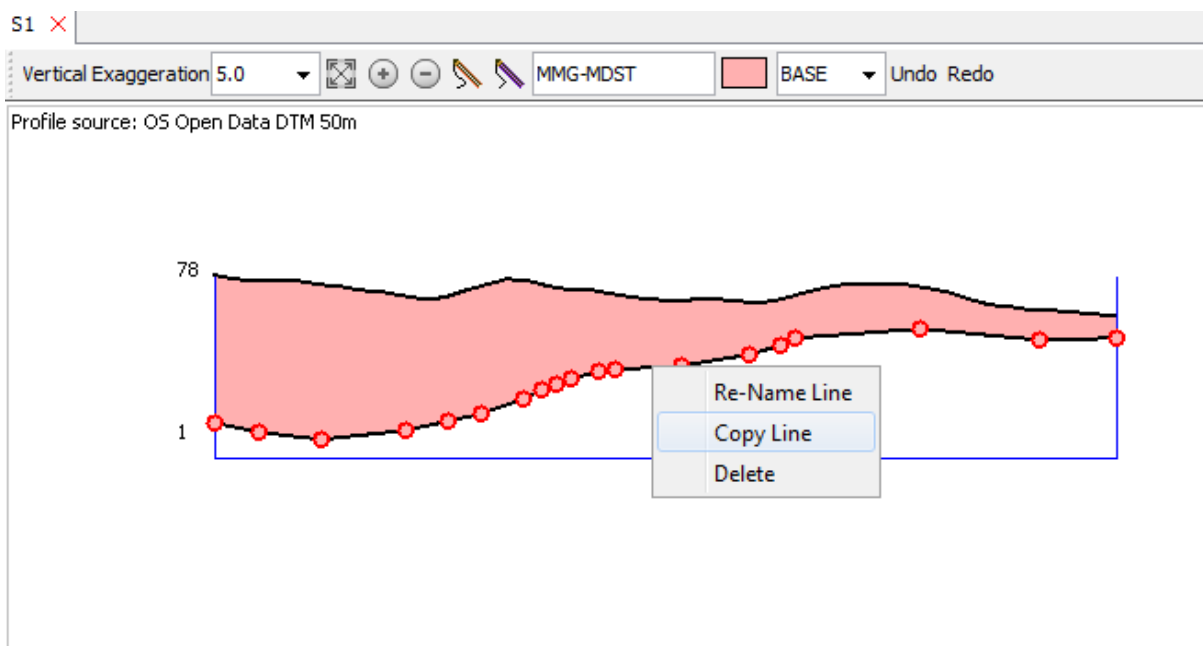 S1
Vertical Exaggeration 5.0 MMG-MDST BASE Undo Redo
Profile source: OS Open Data DTM 50m
78
1
Re-Name Line
Copy Line
Delete